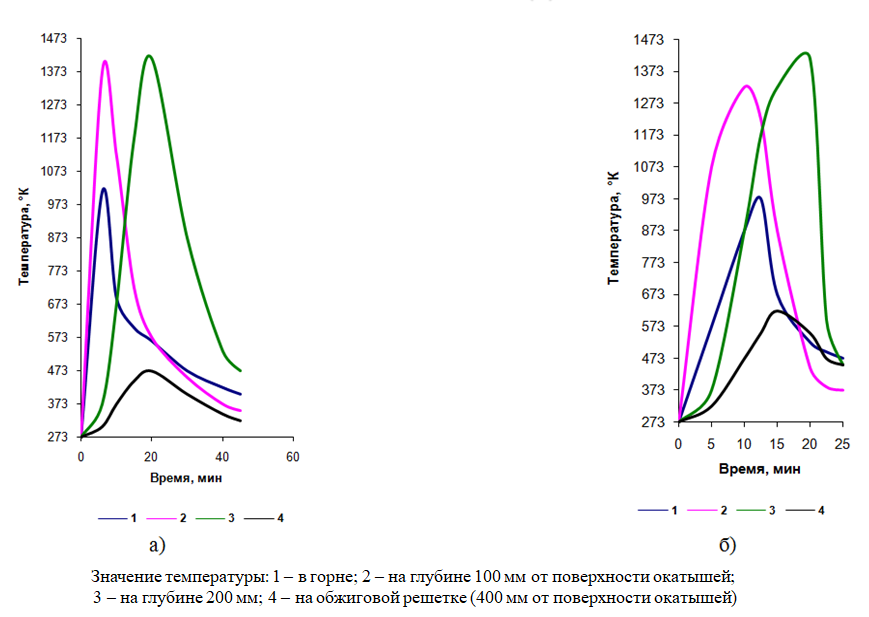 1473
1373
1273
1173
1073
973
873
773
673
573
473
373
273
0 20 40 60
Температура, °К
Время, мин
1 2 3 4
а)
1473
1373
1273
1173
1073
973
873
773
673
573
473
373
273
0 5 10 15 20 25
Температура, °К
Время, мин
1 2 3 4
б)
Значение температуры: 1 – в горне; 2 – на глубине 100 мм от поверхности окатышей;
3 – на глубине 200 мм; 4 – на обжиговой решетке (400 мм от поверхности окатышей)